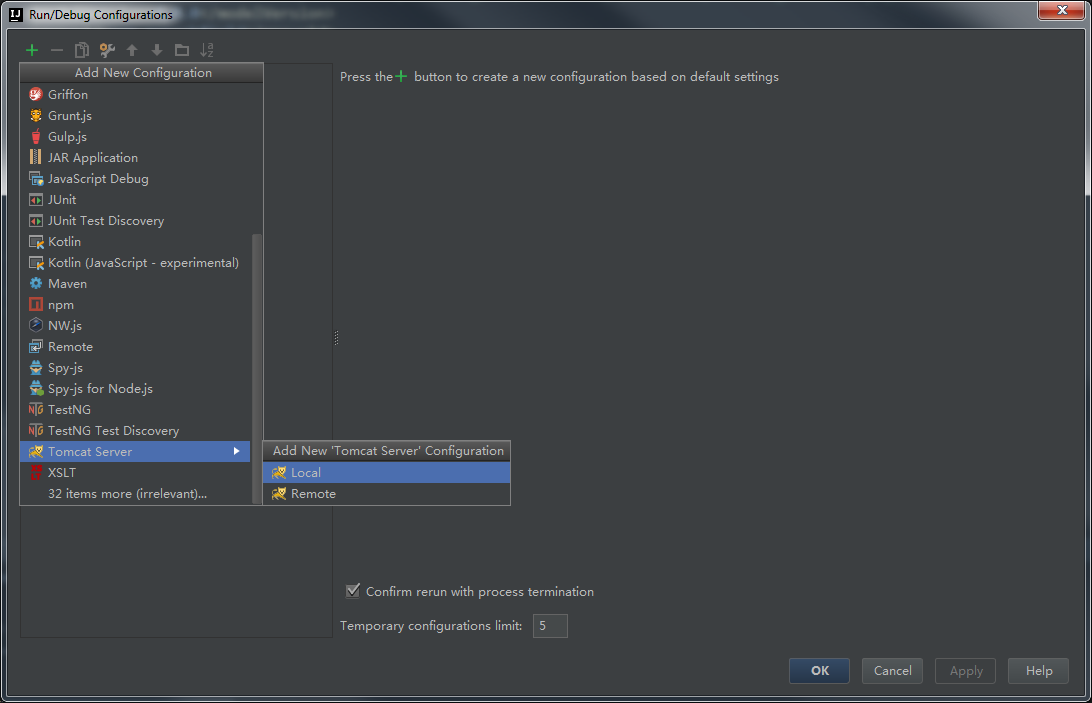 Run/Debug Configurations
Add New Configuration
Press the + button to create a new configuration based on default settings
Griffon
Grunt.js
Gulp.js
JAR Application
JavaScript Debug
JUnit
JUnit Test Discovery
Kotlin
Kotlin (JavaScript - experimental)
Maven
npm
NW.js
Remote
Spy-js
Spy-js for Node.js
TestNG
TestNG Test Discovery
Tomcat Server
XSLT
32 items more (irrelevant)...
Add New 'Tomcat Server' Configuration
Local
Remote
Confirm rerun with process termination
Temporary configurations limit: 5
OK Cancel Apply Help